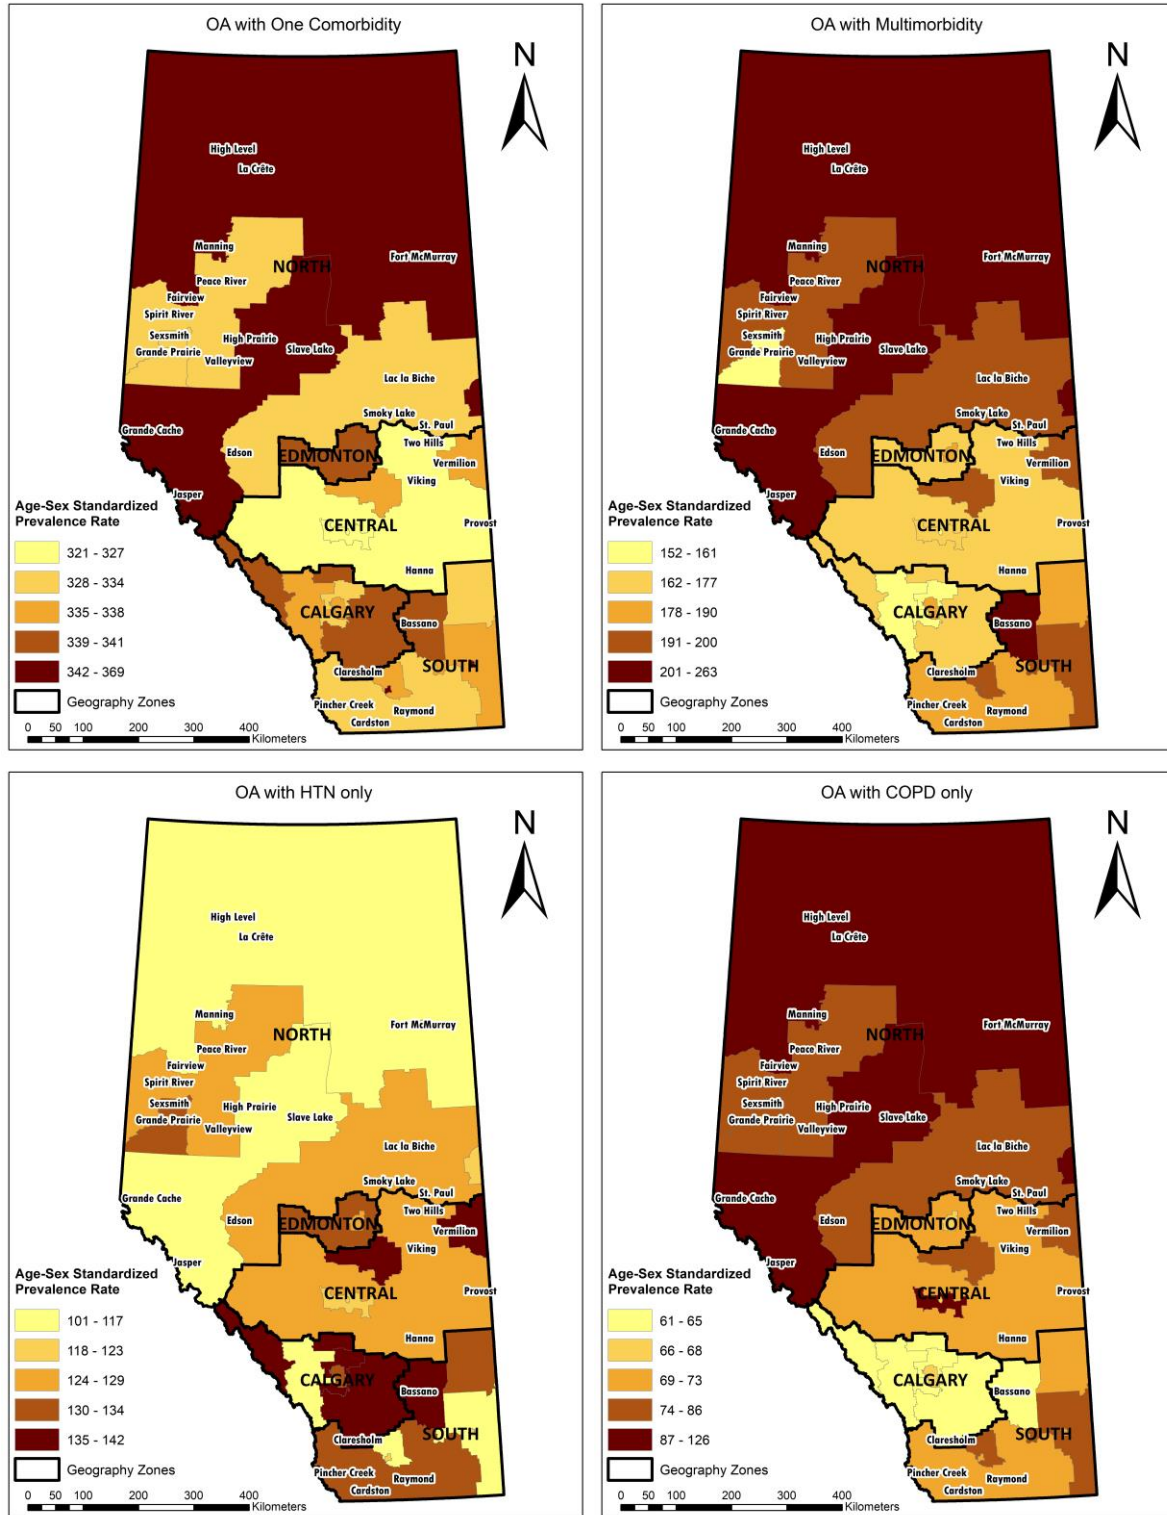 OA with One Comorbidity
N
High Level
La Crête
Manning
NORTH
Fort McMurray
Peace River
Fairview
Spirit River
Sexsmith
High Prairie
Grande Prairie
Slave Lake
Valleyview
Lac la Biche
Smoky Lake
St. Paul
Grande Cache
Two Hills
Edson
EDMONTON
Vermilion
Viking
Jasper
Age-Sex Standardized
Prevalence Rate
CENTRAL
Provost
321 - 327
328 - 334
335 - 338
339 - 341
342 - 369
Geography Zones
Hanna
CALGARY
Bassano
SOUTH
Claresholm
Pincher Creek
Raymond
Cardston
0 50 100 200 300 400
Kilometers
OA with Multimorbidity
N
High Level
La Crête
Manning
NORTH
Fort McMurray
Peace River
Fairview
Spirit River
Sexsmith
High Prairie
Grande Prairie
Slave Lake
Valleyview
Lac la Biche
Smoky Lake
St. Paul
Grande Cache
Two Hills
Edson
EDMONTON
Vermilion
Viking
Jasper
Age-Sex Standardized
Prevalence Rate
CENTRAL
Provost
152 - 161
162 - 177
178 - 190
191 - 200
201 - 263
Geography Zones
Hanna
CALGARY
Bassano
SOUTH
Claresholm
Pincher Creek
Raymond
Cardston
0 50 100 200 300 400
Kilometers
OA with HTN only
N
High Level
La Crête
Manning
NORTH
Fort McMurray
Peace River
Fairview
Spirit River
Sexsmith
High Prairie
Grande Prairie
Slave Lake
Valleyview
Lac la Biche
Smoky Lake
St. Paul
Grande Cache
Two Hills
Edson
EDMONTON
Vermilion
Viking
Jasper
Age-Sex Standardized
Prevalence Rate
CENTRAL
Provost
101 - 117
118 - 123
124 - 129
130 - 134
135 - 142
Geography Zones
Hanna
CALGARY
Bassano
SOUTH
Claresholm
Pincher Creek
Raymond
Cardston
0 50 100 200 300 400
Kilometers
OA with COPD only
N
High Level
La Crête
Manning
NORTH
Fort McMurray
Peace River
Fairview
Spirit River
Sexsmith
High Prairie
Grande Prairie
Slave Lake
Valleyview
Lac la Biche
Smoky Lake
St. Paul
Grande Cache
Two Hills
Edson
EDMONTON
Vermilion
Viking
Jasper
Age-Sex Standardized
Prevalence Rate
CENTRAL
Provost
61 - 65
66 - 68
69 - 73
74 - 86
87 - 126
Geography Zones
Hanna
CALGARY
Bassano
SOUTH
Claresholm
Pincher Creek
Raymond
Cardston
0 50 100 200 300 400
Kilometers